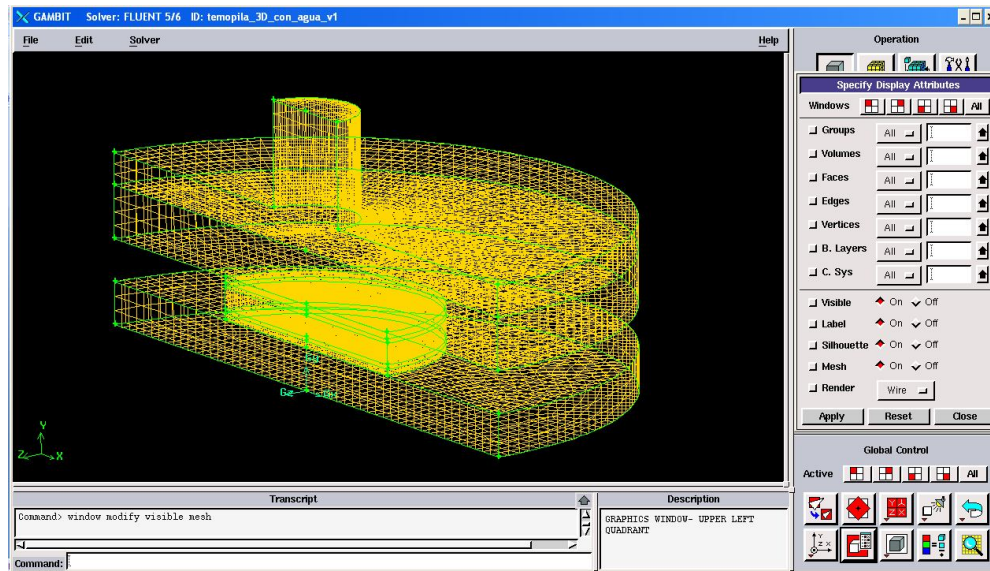 GAMBIT Solver: FLUENT 5/6 ID: temopila_3D_con_agua_v1
File Edit Solver Help
Operation
Specify Display Attributes
Windows All
Groups All
Volumes All
Faces All
Edges All
Vertices All
B. Layers All
C. Sys All
Visible On Off
Label On Off
Silhouette On Off
Mesh On Off
Render Wire
Apply Reset Close
Global Control
Active All
Y
Z X
Gz
Transcript
Command> window modify visible mesh
Command:
Description
GRAPHICS WINDOW- UPPER LEFT
QUADRANT